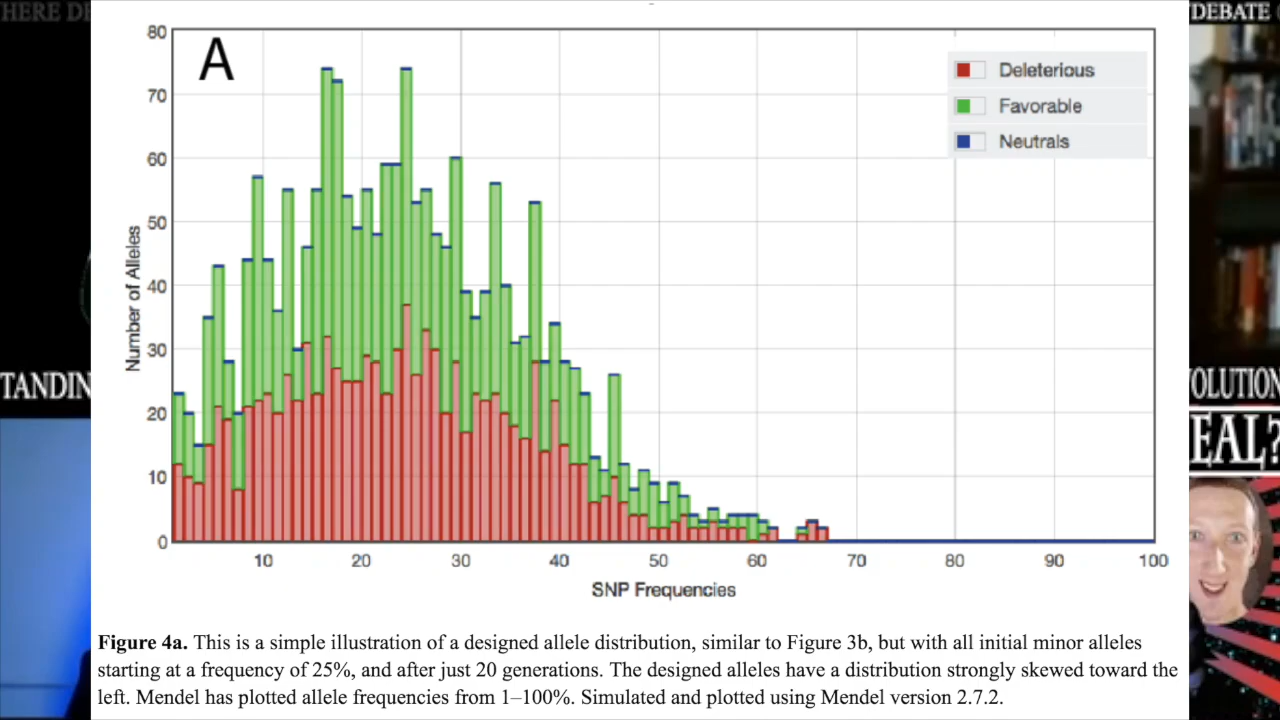 HERE DE
DEBATE
A
Deleterious
Favorable
Neutrals
Number of Alleles
80
70
60
50
40
30
20
10
0
10 20 30 40 50 60 70 80 90 100
SNP Frequencies
TANDIN
OLUTION
EAL?
Figure 4a. This is a simple illustration of a designed allele distribution, similar to Figure 3b, but with all initial minor alleles
starting at a frequency of 25%, and after just 20 generations. The designed alleles have a distribution strongly skewed toward the
left. Mendel has plotted allele frequencies from 1–100%. Simulated and plotted using Mendel version 2.7.2.